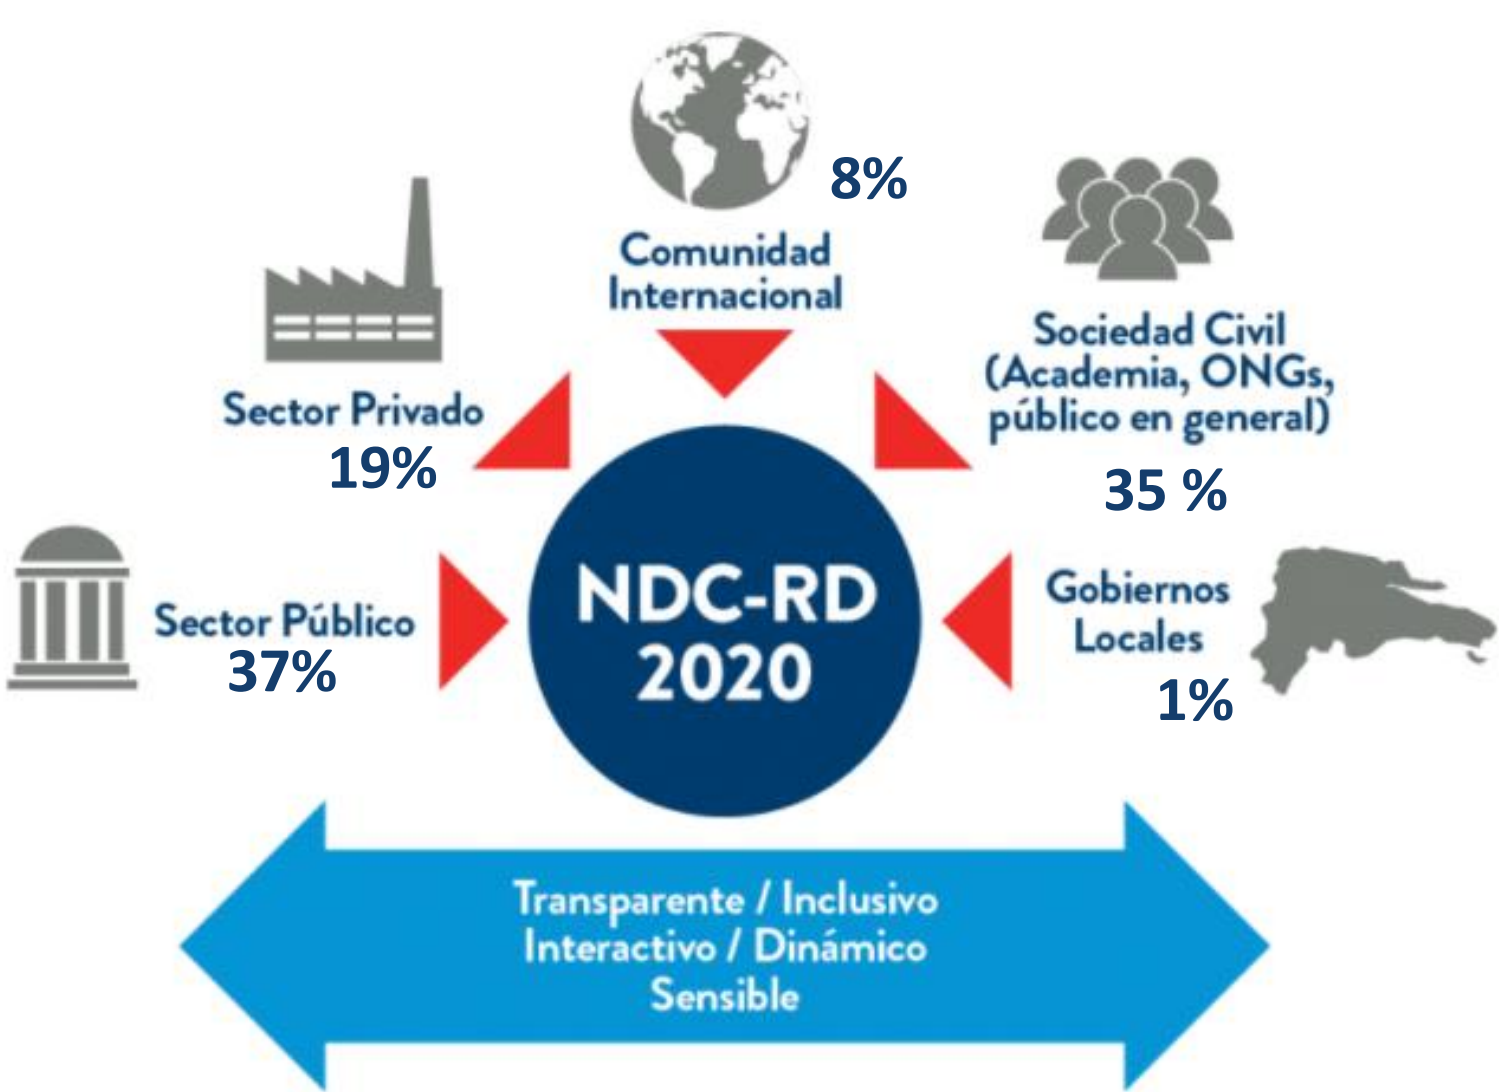 8%
Comunidad
Internacional
Sociedad Civil
(Academia, ONGs,
público en general)
35 %
Sector Privado
19%
Sector Público
37%
NDC-RD
2020
Gobiernos
Locales
1%
Transparente / Inclusivo
Interactivo / Dinámico
Sensible